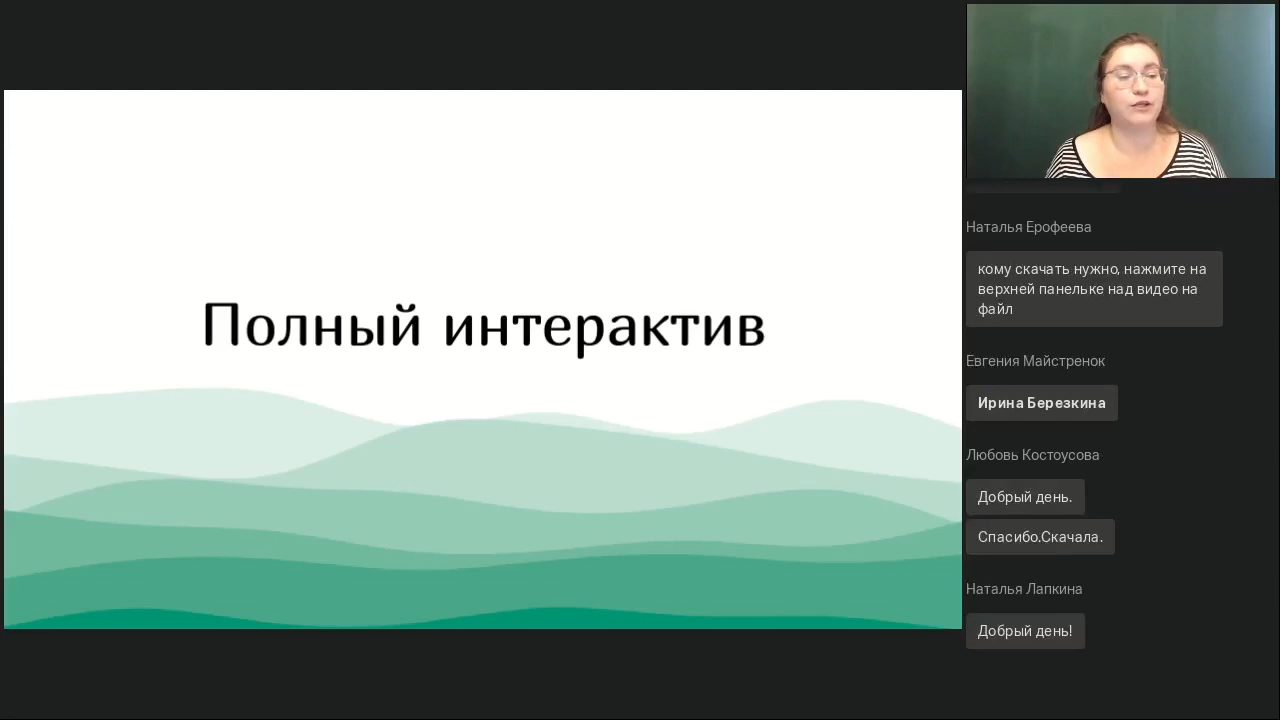 Полный интерактив
Наталья Ерофеева
кому скачать нужно, нажмите на
верхней панельке над видео на
файл
Евгения Майстренок
Ирина Березкина
Любовь Костоусова
Добрый день.
Спасибо.Скачала.
Наталья Лапкина
Добрый день!